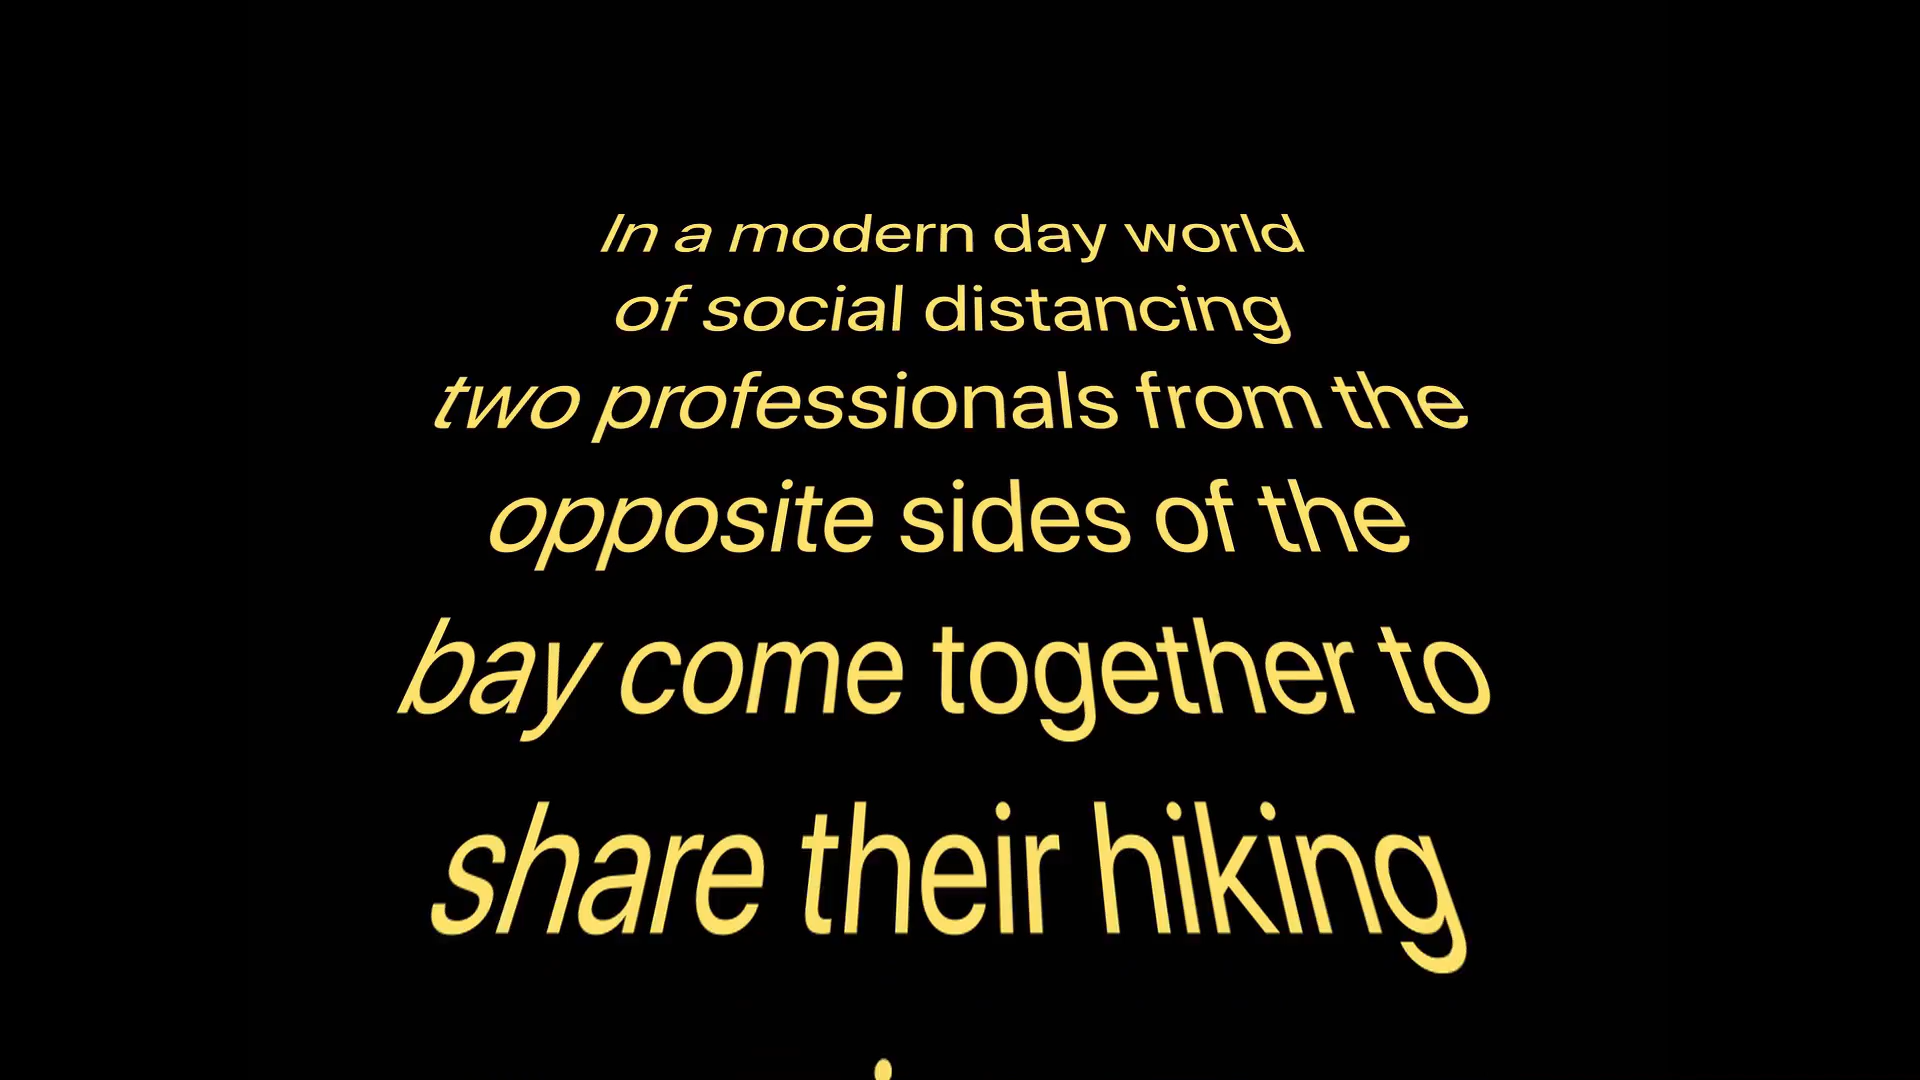 In a modern day world
of social distancing
two professionals from the
opposite sides of the
bay come together to
share their hiking